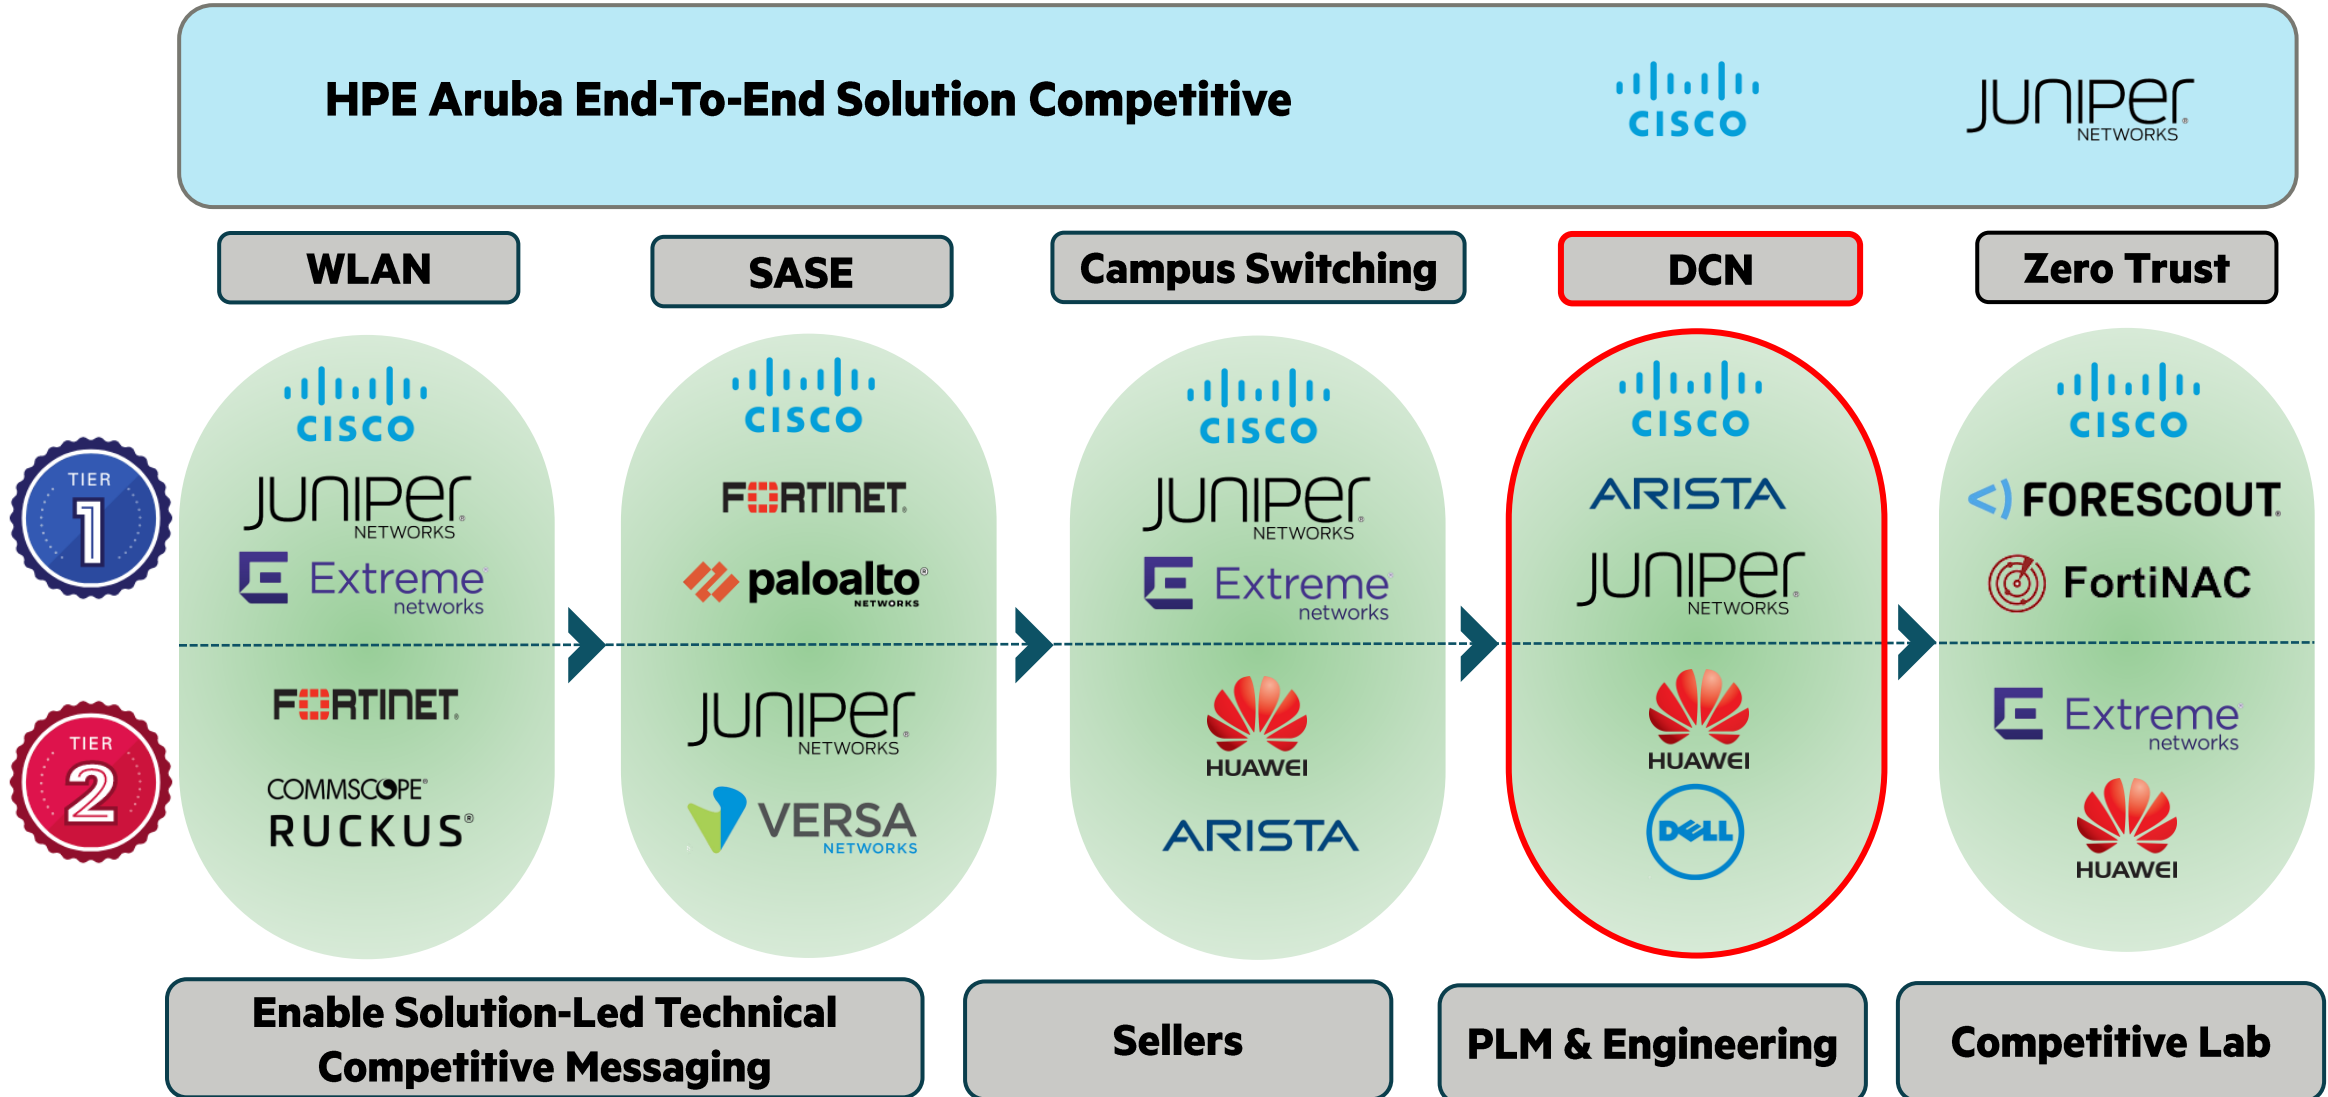 HPE Aruba End-To-End Solution Competitive
CISCO
JUNIPER
NETWORKS
WLAN
SASE
Campus Switching
DCN
Zero Trust
TIER
1
TIER
2
CISCO
JUNIPER
NETWORKS
Extreme
networks
FORTINET
COMMSCOPE®
RUCKUS®
CISCO
FORTINET
paloalto®
NETWORKS
JUNIPER
NETWORKS
VERSA
NETWORKS
CISCO
JUNIPER
NETWORKS
Extreme
networks
HUAWEI
ARISTA
CISCO
ARISTA
JUNIPER
NETWORKS
HUAWEI
DELL
CISCO
FORESCOUT
FortiNAC
Extreme
networks
HUAWEI
Enable Solution-Led Technical
Competitive Messaging
Sellers
PLM & Engineering
Competitive Lab